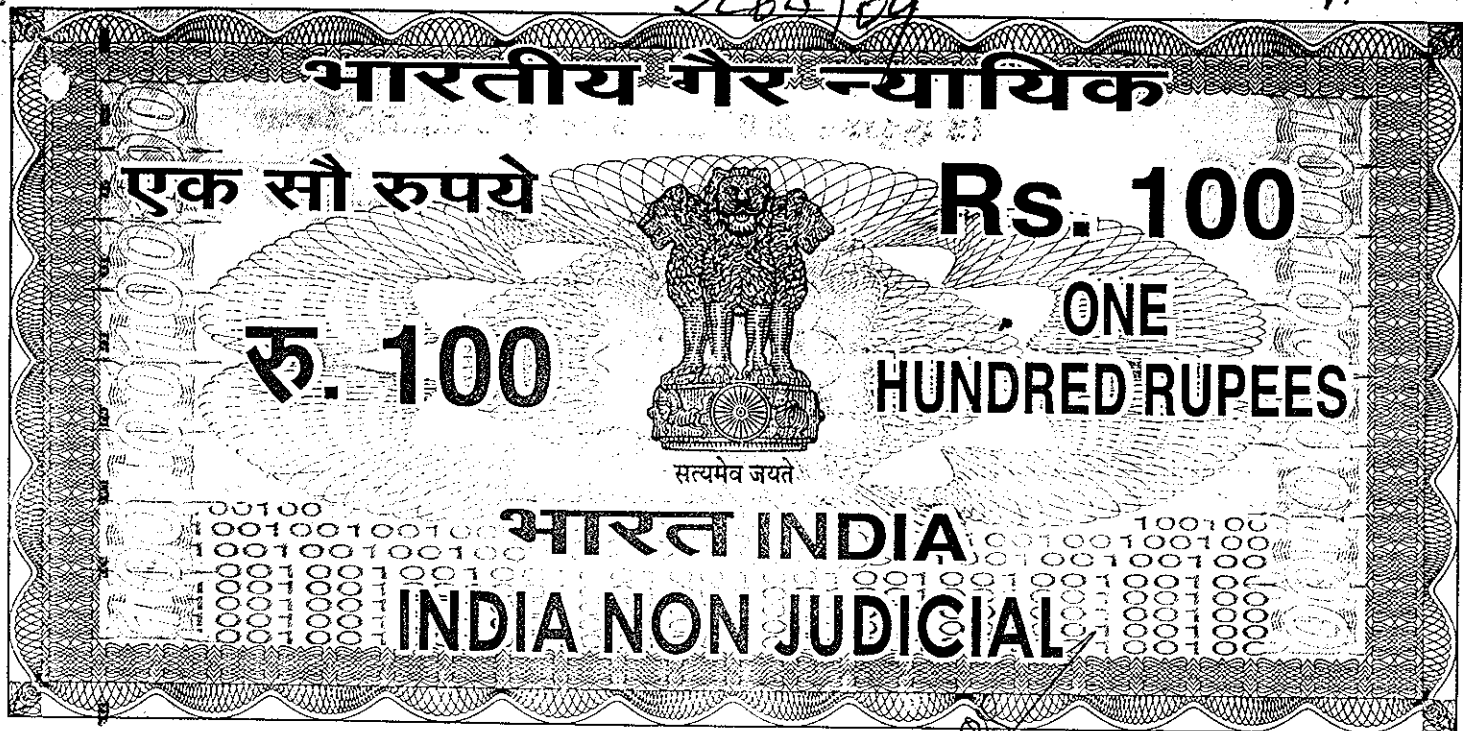 भारतीय गैर न्यायिक
एक सौ रुपये
Rs. 100
रु. 100
ONE
HUNDRED RUPEES
सत्यमेव जयते
भारत INDIA
INDIA NON JUDICIAL